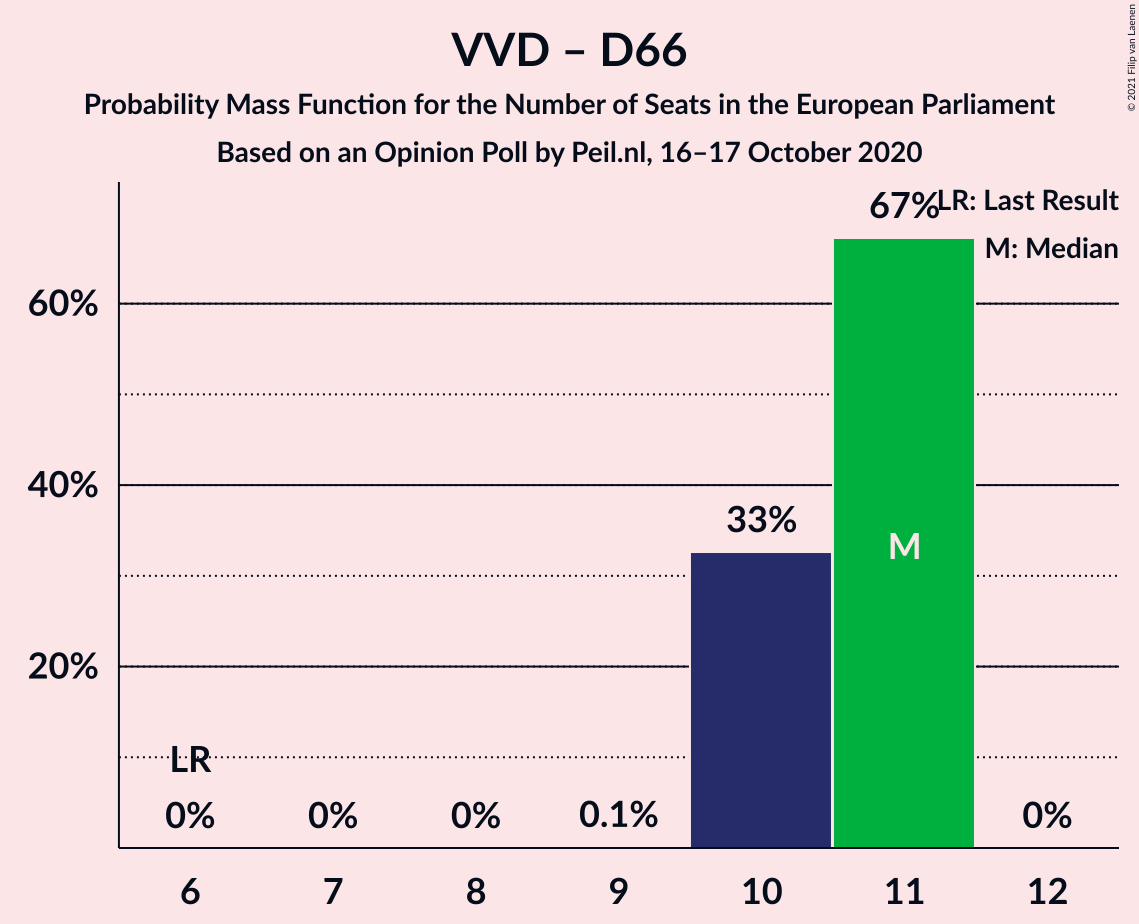 VVD – D66
Probability Mass Function for the Number of Seats in the European Parliament
Based on an Opinion Poll by Peil.nl, 16–17 October 2020
© 2021 Filip van Laenen
LR: Last Result
M: Median
67%
60%
40%
33%
M
20%
LR
0%
0%
0%
0.1%
0%
6
7
8
9
10
11
12